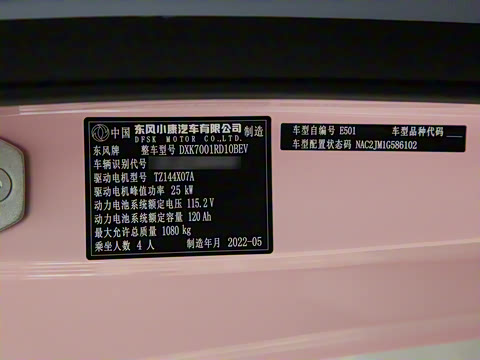 中国 东风小康汽车有限公司 制造
DFSK MOTOR CO.,LTD.
东风牌 整车型号 DXK7001RD10BEV
车辆识别代号
驱动电机型号 TZ144X07A
驱动电机峰值功率 25 kW
动力电池系统额定电压 115.2 V
动力电池系统额定容量 120 Ah
最大允许总质量 1080 kg
乘坐人数 4 人 制造年月 2022-05
车型自编号 E501 车型品种代码
车型配置状态码 NAC2JM1G586102